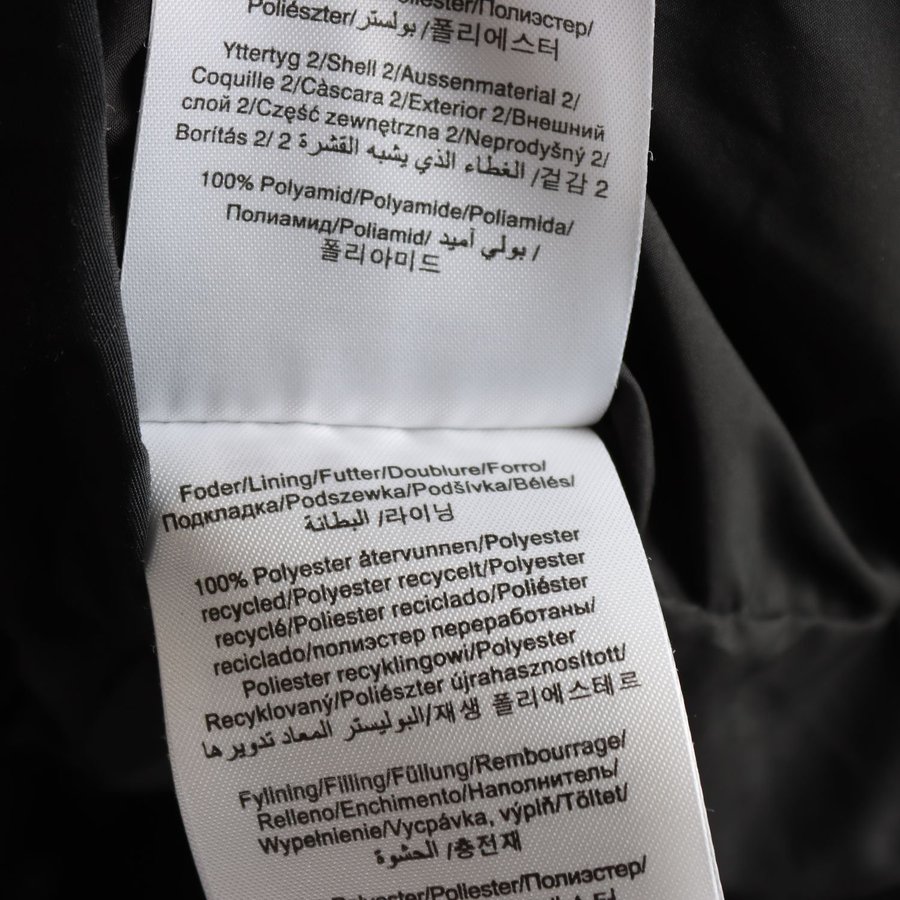 Poliészter/ بوليستر /폴리에스터
Yttertyg 2/Shell 2/Aussenmaterial 2/
Coquille 2/Càscara 2/Exterior 2/Внешний
слой 2/Część zewnętrzna 2/Neprodyšný 2/
Borítás 2/ 2 الغطاء الذي يشبه القشرة /겉감 2
100% Polyamid/Polyamide/Poliamida/
Полиамид/Poliamid/ بولي أميد /
폴리아미드
Foder/Lining/Futter/Doublure/Forro/
Подкладка/Podszewka/Podšívka/Bélés/
البطانة /라이닝
100% Polyester återvunnen/Polyester
recycled/Polyester recycelt/Polyester
recyclé/Poliester reciclado/Poliéster
reciclado/полиэстер переработаны/
Poliester recyklingowi/Polyester
Recyklovaný/Poliészter újrahasznosított/
البوليستر المعاد تدويرها/재생 폴리에스테르
Fyllning/Filling/Füllung/Rembourrage/
Relleno/Enchimento/Наполнитель/
Wypełnienie/Vycpávka, výplň/Töltet/
الحشوة /충전재
/Poliester/Полиэстер/